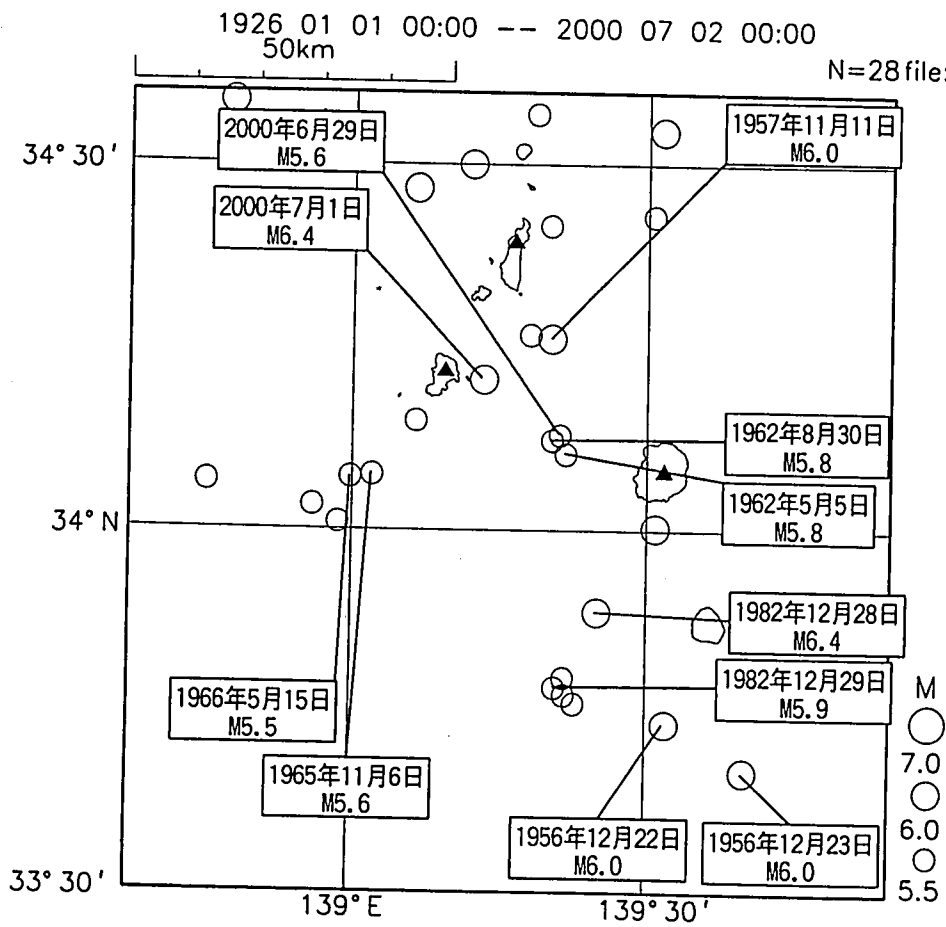 1926 01 01 00:00 -- 2000 07 02 00:00
50km
N=28 file:
2000年6月29日
M5.6
1957年11月11日
M6.0
34°30'
2000年7月1日
M6.4
1962年8月30日
M5.8
1962年5月5日
M5.8
34°N
1982年12月28日
M6.4
1982年12月29日
M5.9
1966年5月15日
M5.5
1965年11月6日
M5.6
1956年12月22日
M6.0
1956年12月23日
M6.0
M
7.0
6.0
5.5
33°30'
139°E
139°30'